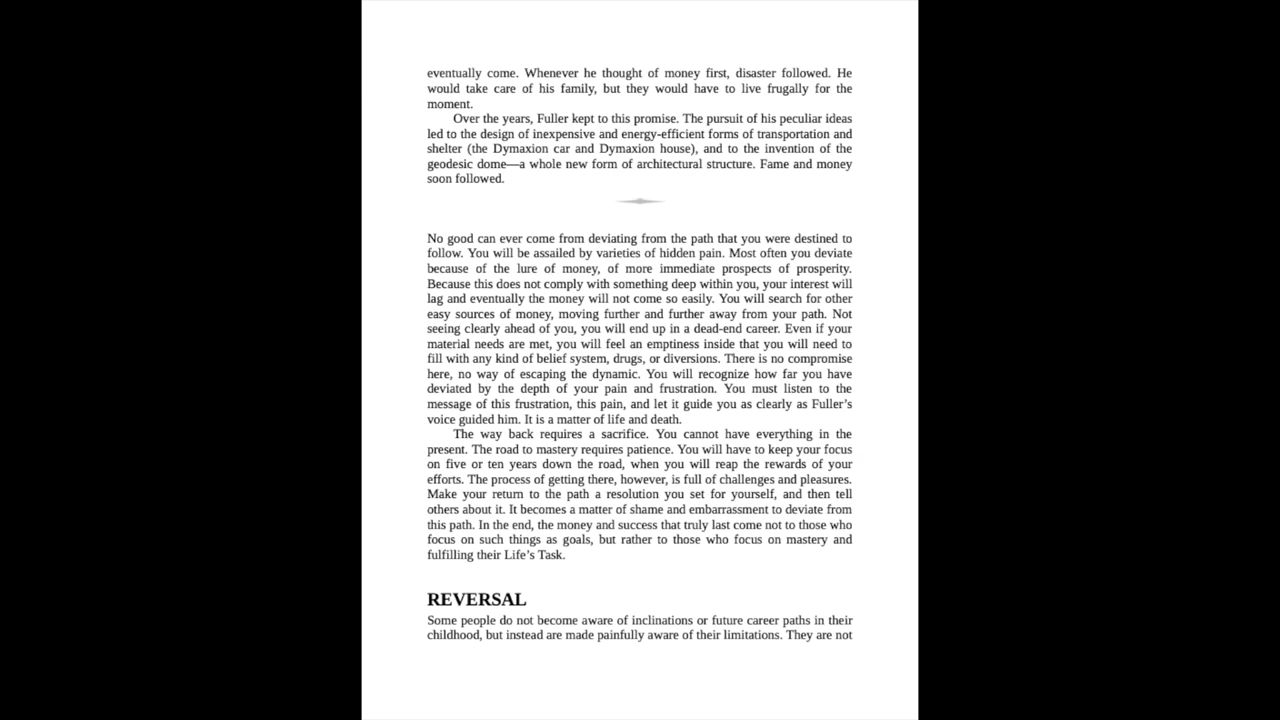 eventually come. Whenever he thought of money first, disaster followed. He
would take care of his family, but they would have to live frugally for the
moment.
Over the years, Fuller kept to this promise. The pursuit of his peculiar ideas
led to the design of inexpensive and energy-efficient forms of transportation and
shelter (the Dymaxion car and Dymaxion house), and to the invention of the
geodesic dome—a whole new form of architectural structure. Fame and money
soon followed.
No good can ever come from deviating from the path that you were destined to
follow. You will be assailed by varieties of hidden pain. Most often you deviate
because of the lure of money, of more immediate prospects of prosperity.
Because this does not comply with something deep within you, your interest will
lag and eventually the money will not come so easily. You will search for other
easy sources of money, moving further and further away from your path. Not
seeing clearly ahead of you, you will end up in a dead-end career. Even if your
material needs are met, you will feel an emptiness inside that you will need to
fill with any kind of belief system, drugs, or diversions. There is no compromise
here, no way of escaping the dynamic. You will recognize how far you have
deviated by the depth of your pain and frustration. You must listen to the
message of this frustration, this pain, and let it guide you as clearly as Fuller’s
voice guided him. It is a matter of life and death.
The way back requires a sacrifice. You cannot have everything in the
present. The road to mastery requires patience. You will have to keep your focus
on five or ten years down the road, when you will reap the rewards of your
efforts. The process of getting there, however, is full of challenges and pleasures.
Make your return to the path a resolution you set for yourself, and then tell
others about it. It becomes a matter of shame and embarrassment to deviate from
this path. In the end, the money and success that truly last come not to those who
focus on such things as goals, but rather to those who focus on mastery and
fulfilling their Life’s Task.
REVERSAL
Some people do not become aware of inclinations or future career paths in their
childhood, but instead are made painfully aware of their limitations. They are not